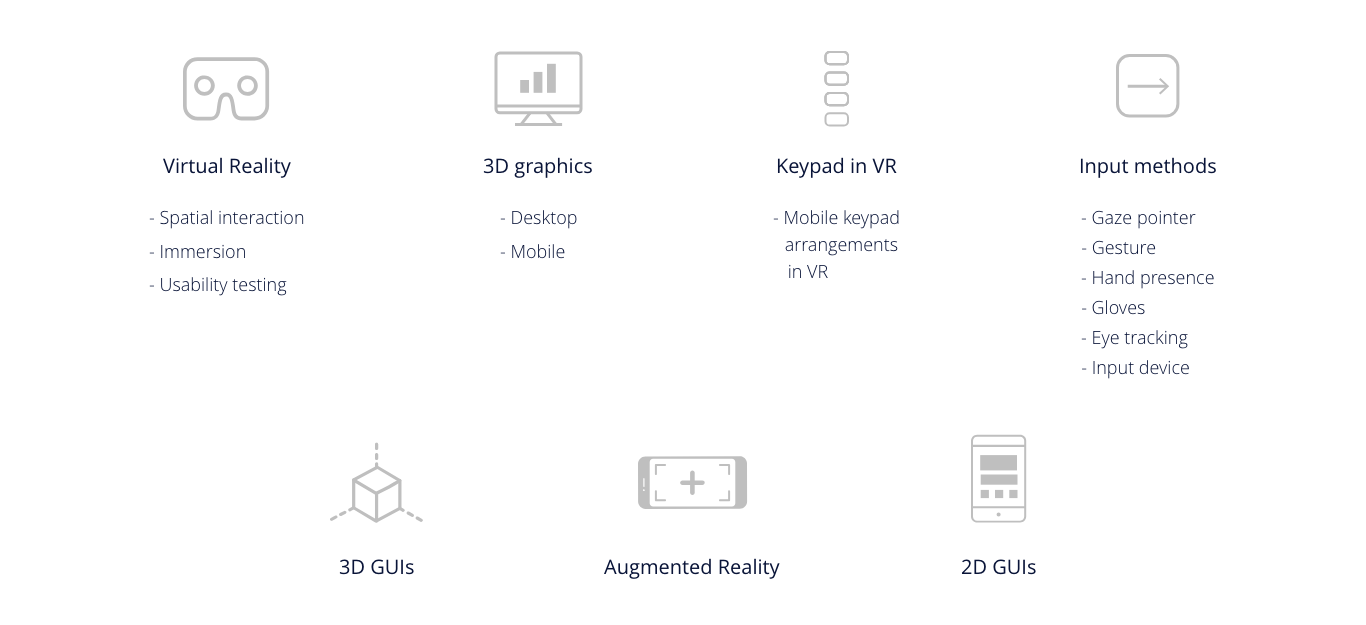 Virtual Reality
- Spatial interaction
- Immersion
- Usability testing
3D graphics
- Desktop
- Mobile
Keypad in VR
- Mobile keypad
arrangements
in VR
Input methods
- Gaze pointer
- Gesture
- Hand presence
- Gloves
- Eye tracking
- Input device
3D GUIs
Augmented Reality
2D GUIs